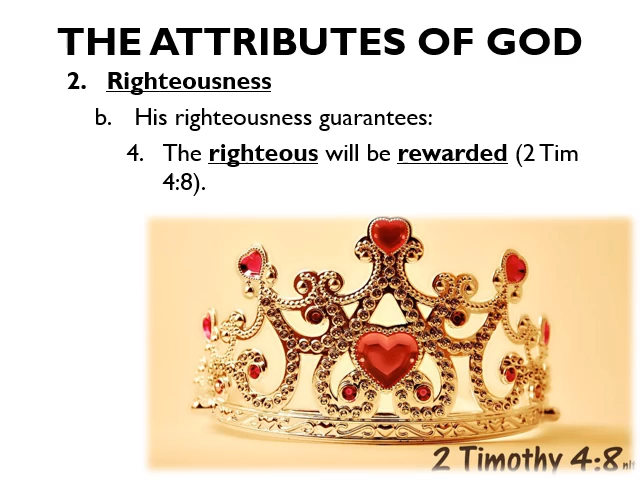 THE ATTRIBUTES OF GOD
2. Righteousness
b. His righteousness guarantees:
4. The righteous will be rewarded (2 Tim
4:8).
2 Timothy 4:8 nlt